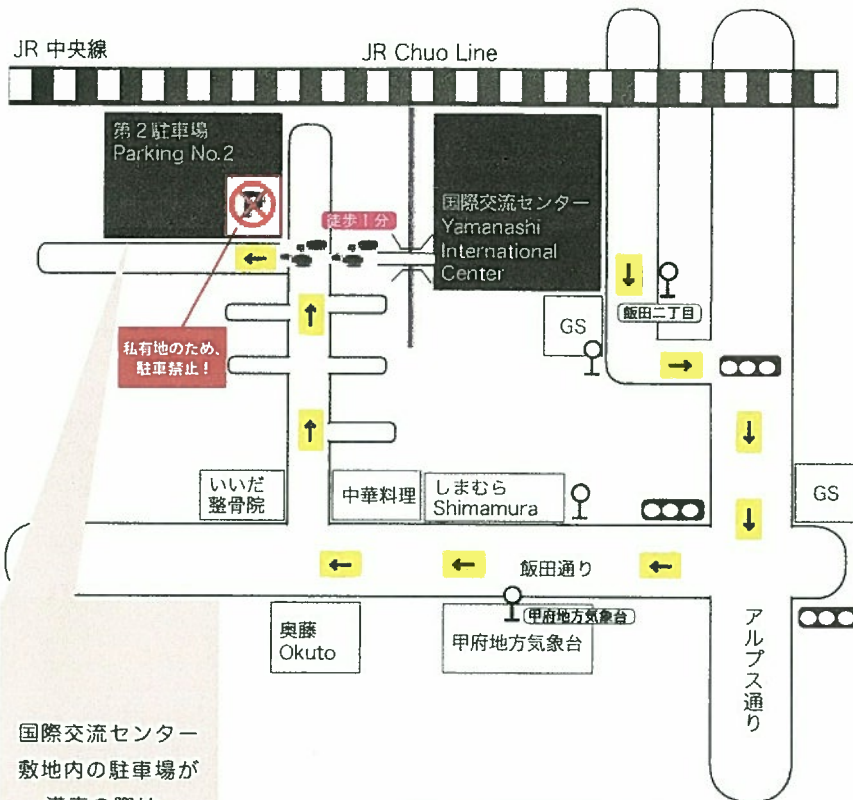 JR 中央線
JR Chuo Line
第2駐車場
Parking No.2
国際交流センター
Yamanashi
International
Center
徒歩1分
飯田二丁目
GS
私有地のため、
駐車禁止！
いいだ
整骨院
中華料理
しまむら
Shimamura
GS
飯田通り
甲府地方気象台
奥藤
Okuto
甲府地方気象台
アルプス通り
国際交流センター
敷地内の駐車場が